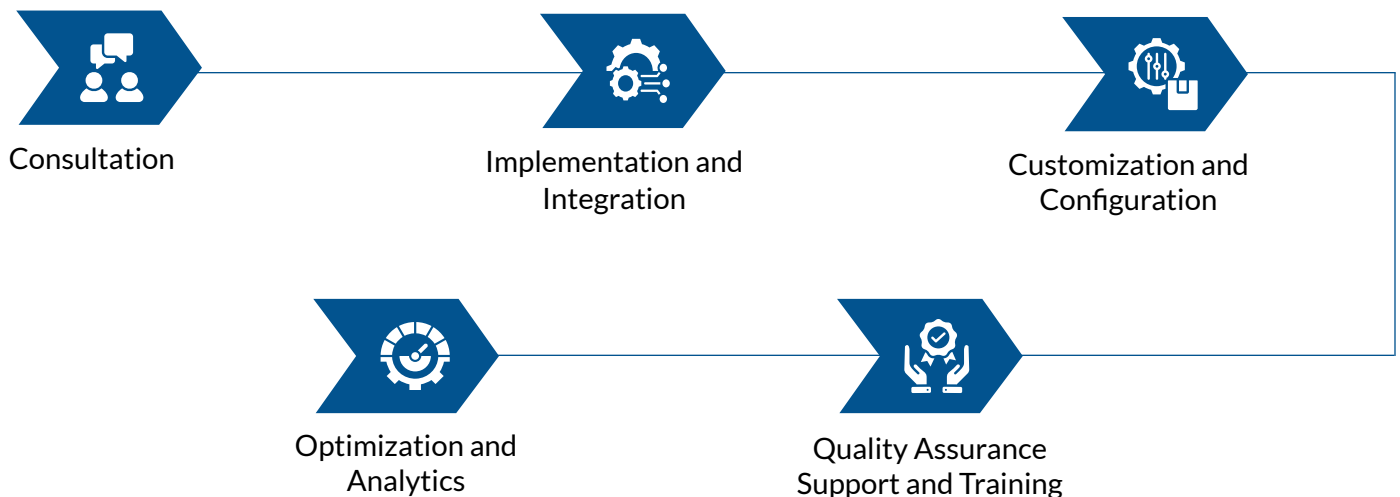 Consultation
Implementation and
Integration
Customization and
Configuration
Optimization and
Analytics
Quality Assurance
Support and Training